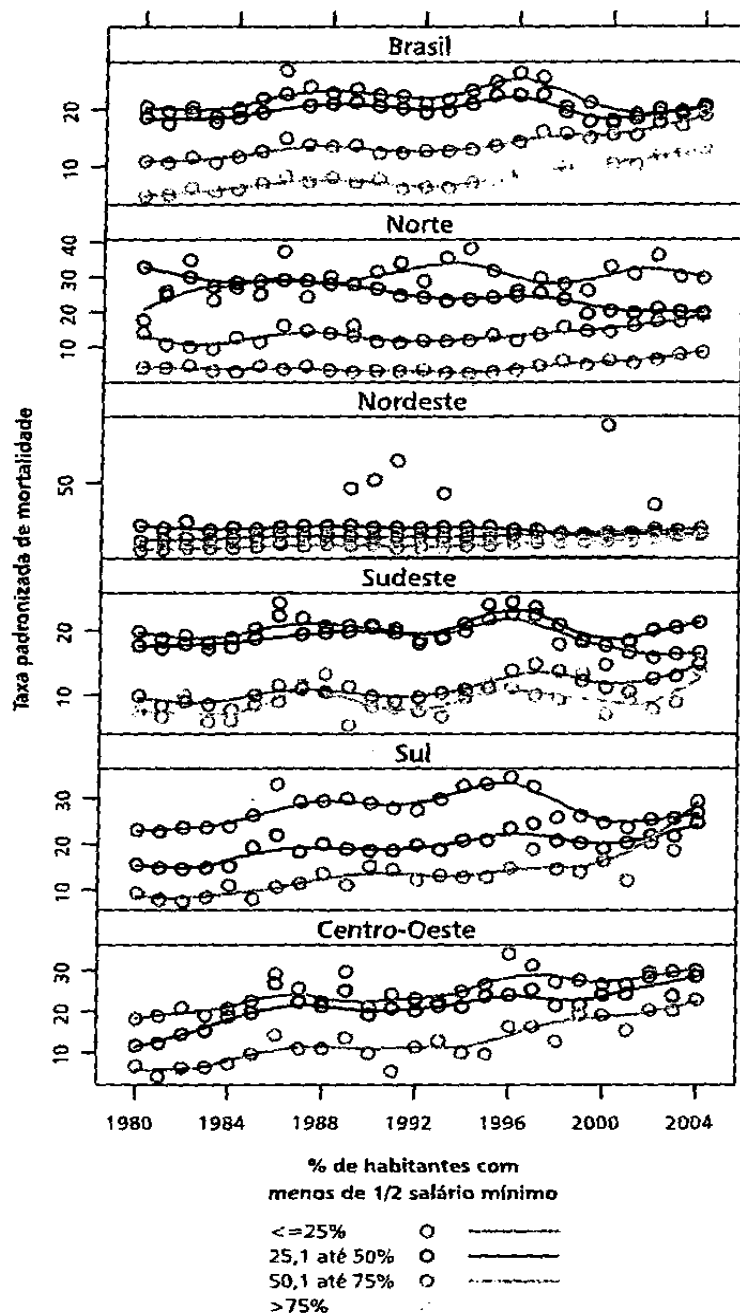 Brasil
20
10
Norte
40
30
20
10
Nordeste
50
Sudeste
20
10
Sul
30
20
10
Centro-Oeste
30
20
10
Taxa padronizada de mortalidade
1980 1984 1988 1992 1996 2000 2004
% de habitantes com
menos de 1/2 salário mínimo
<=25%
25,1 até 50%
50,1 até 75%
>75%